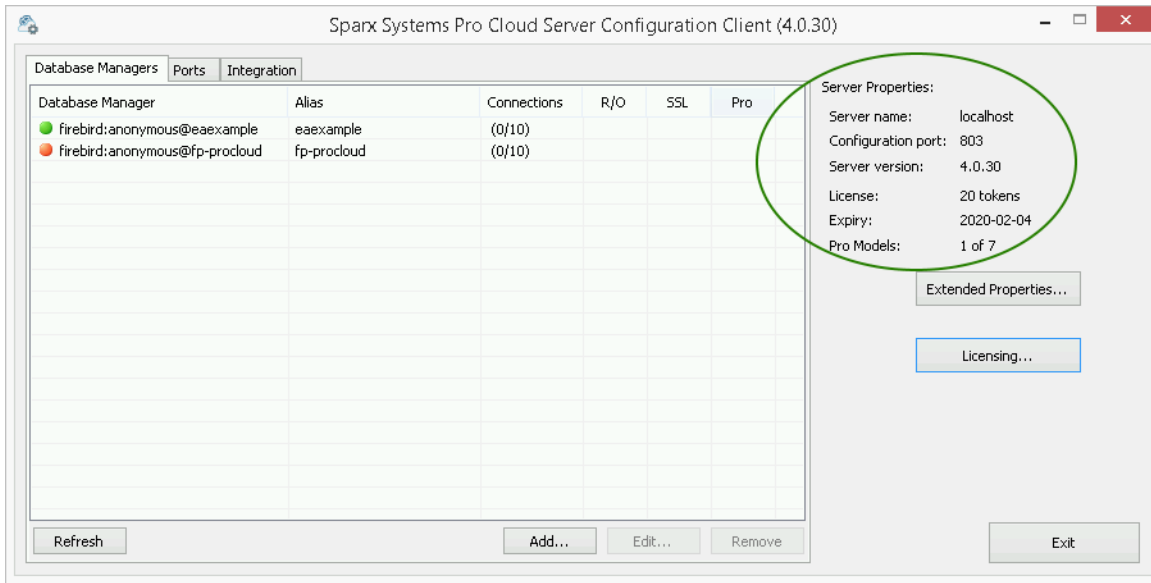 Sparx Systems Pro Cloud Server Configuration Client (4.0.30)
Database Managers Ports Integration
Database Manager Alias Connections R/O SSL Pro
firebird:anonymous@eaexample eaexample (0/10)
firebird:anonymous@fp-procloud fp-procloud (0/10)
Refresh Add... Edit... Remove
Server Properties:
Server name: localhost
Configuration port: 803
Server version: 4.0.30
License: 20 tokens
Expiry: 2020-02-04
Pro Models: 1 of 7
Extended Properties...
Licensing...
Exit